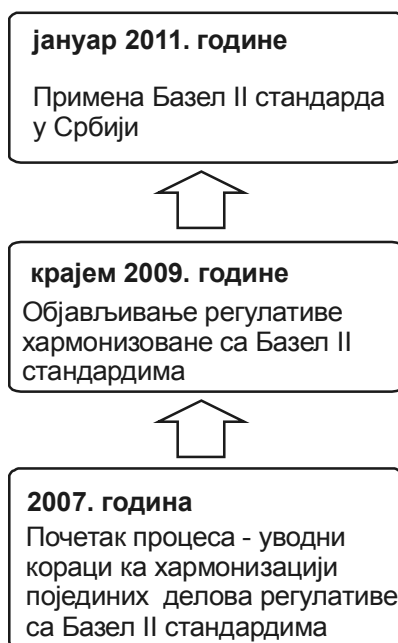 јануар 2011. године
Примена Базел II стандарда
у Србији
крајем 2009. године
Објављивање регулативе
хармонизоване са Базел II
стандардима
2007. година
Почетак процеса - уводни
кораци ка хармонизацији
појединих делова регулативе
са Базел II стандардима